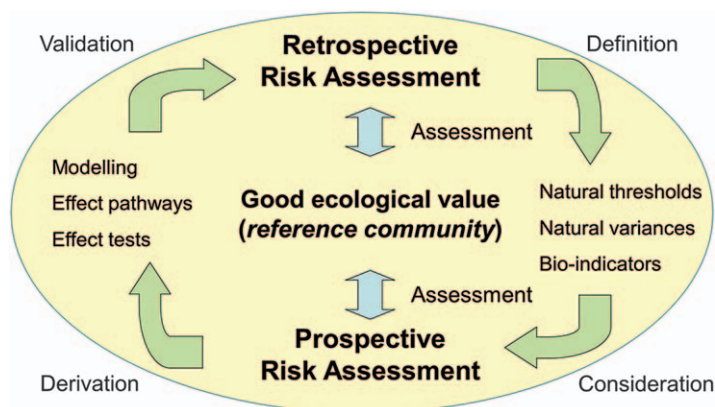 Validation
Retrospective
Risk Assessment
Definition
Assessment
Modelling
Effect pathways
Effect tests
Good ecological value
(reference community)
Natural thresholds
Natural variances
Bio-indicators
Assessment
Prospective
Risk Assessment
Derivation
Consideration